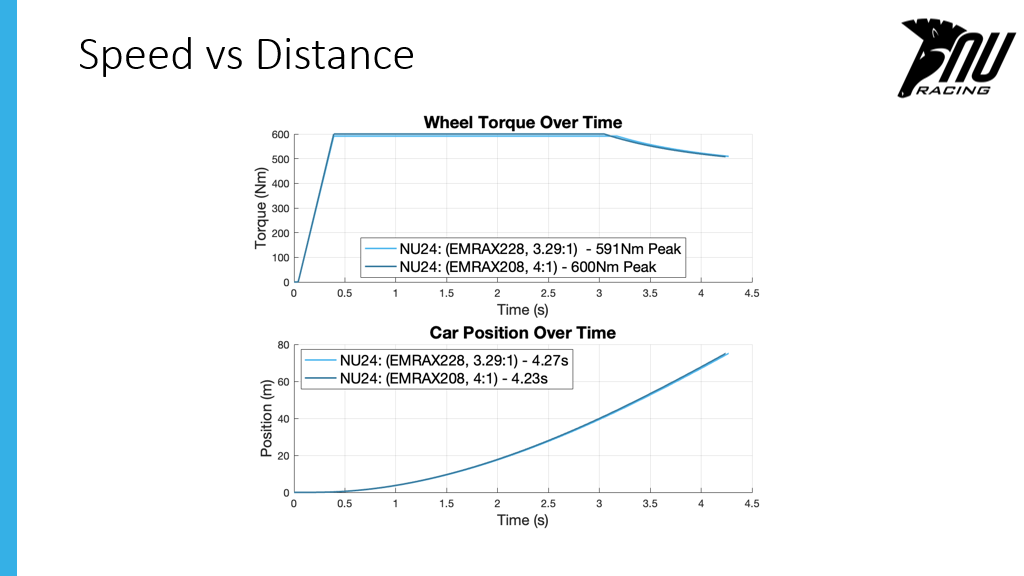 Speed vs Distance
NU
RACING
Wheel Torque Over Time
600
500
400
300
200
100
0
Torque (Nm)
NU24: (EMRAX228, 3.29:1) - 591Nm Peak
NU24: (EMRAX208, 4:1) - 600Nm Peak
0 0.5 1 1.5 2 2.5 3 3.5 4 4.5
Time (s)
Car Position Over Time
80
60
40
20
0
Position (m)
NU24: (EMRAX228, 3.29:1) - 4.27s
NU24: (EMRAX208, 4:1) - 4.23s
0 0.5 1 1.5 2 2.5 3 3.5 4 4.5
Time (s)